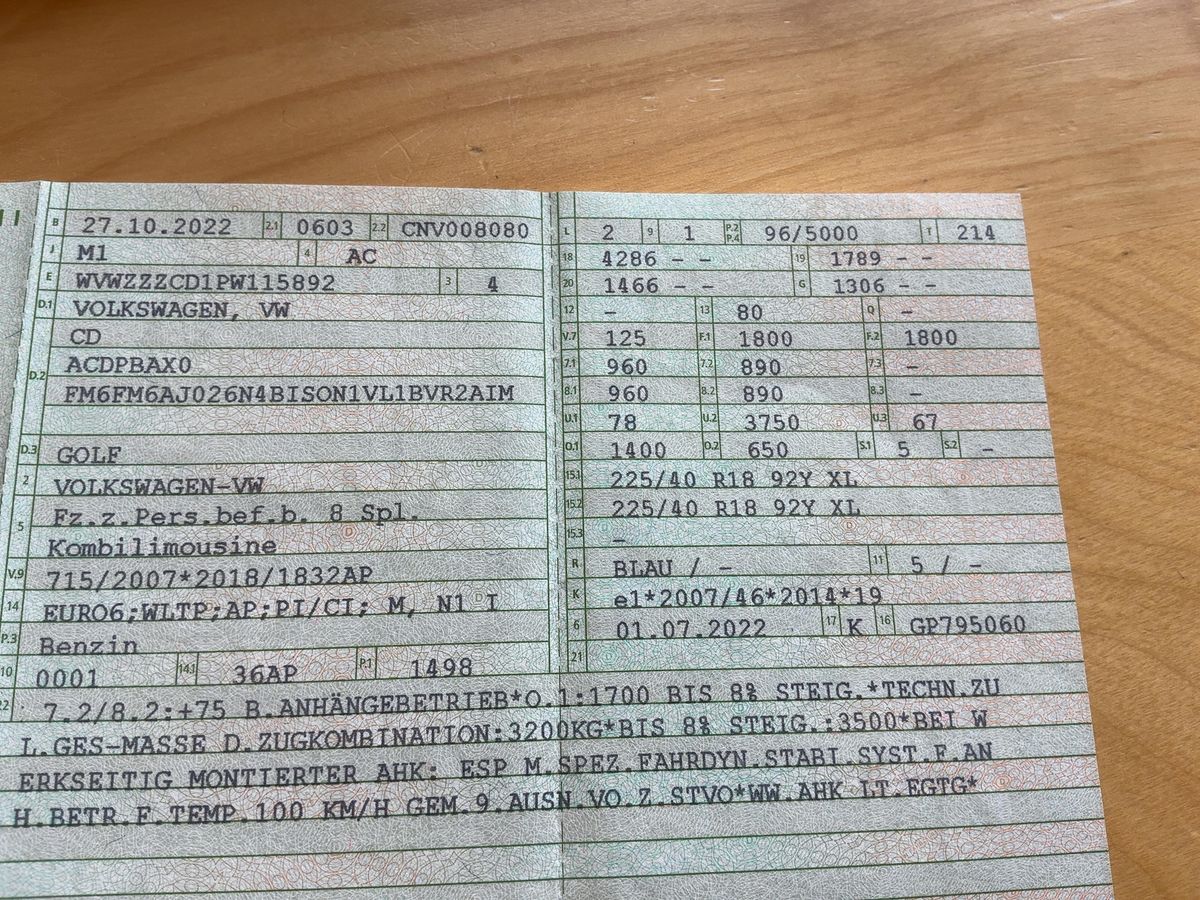 B 27.10.2022 2.1 0603 2.2 CNV008080
J M1 4 AC
E WVWZZZCD1PW115892 3 4
D.1 VOLKSWAGEN, VW
CD
D.2 ACDPBAX0
FM6FM6AJ026N4BISON1VL1BVR2AIM
D.3 GOLF
2 VOLKSWAGEN-VW
5 Fz.z.Pers.bef.b. 8 Spl.
Kombilimousine
V.9 715/2007*2018/1832AP
14 EURO6;WLTP;AP;PI/CI; M, N1 I
P.3 Benzin
10 0001 14.1 36AP P.1 1498
L 2 9 1 P.2 P.4 96/5000 T 214
18 4286 - - 19 1789 - -
20 1466 - - G 1306 - -
12 - 13 80 Q -
V.7 125 F.1 1800 F.2 1800
7.1 960 7.2 890 7.3 -
8.1 960 8.2 890 8.3 -
U.1 78 U.2 3750 U.3 67
O.1 1400 O.2 650 S.1 5 S.2 -
15.1 225/40 R18 92Y XL
15.2 225/40 R18 92Y XL
15.3 -
R BLAU / - 11 5 / -
K e1*2007/46*2014*19
6 01.07.2022 17 K 16 GP795060
21
22 7.2/8.2:+75 B.ANHÄNGEBETRIEB*O.1:1700 BIS 8% STEIG.*TECHN.ZU
L.GES-MASSE D.ZUGKOMBINATION:3200KG*BIS 8% STEIG.:3500*BEI W
ERKSEITIG MONTIERTER AHK: ESP M.SPEZ.FAHRDYN.STABI.SYST.F.AN
H.BETR.F.TEMP.100 KM/H GEM.9.AUSN.VO.Z.STVO*WW.AHK LT.EGTG*